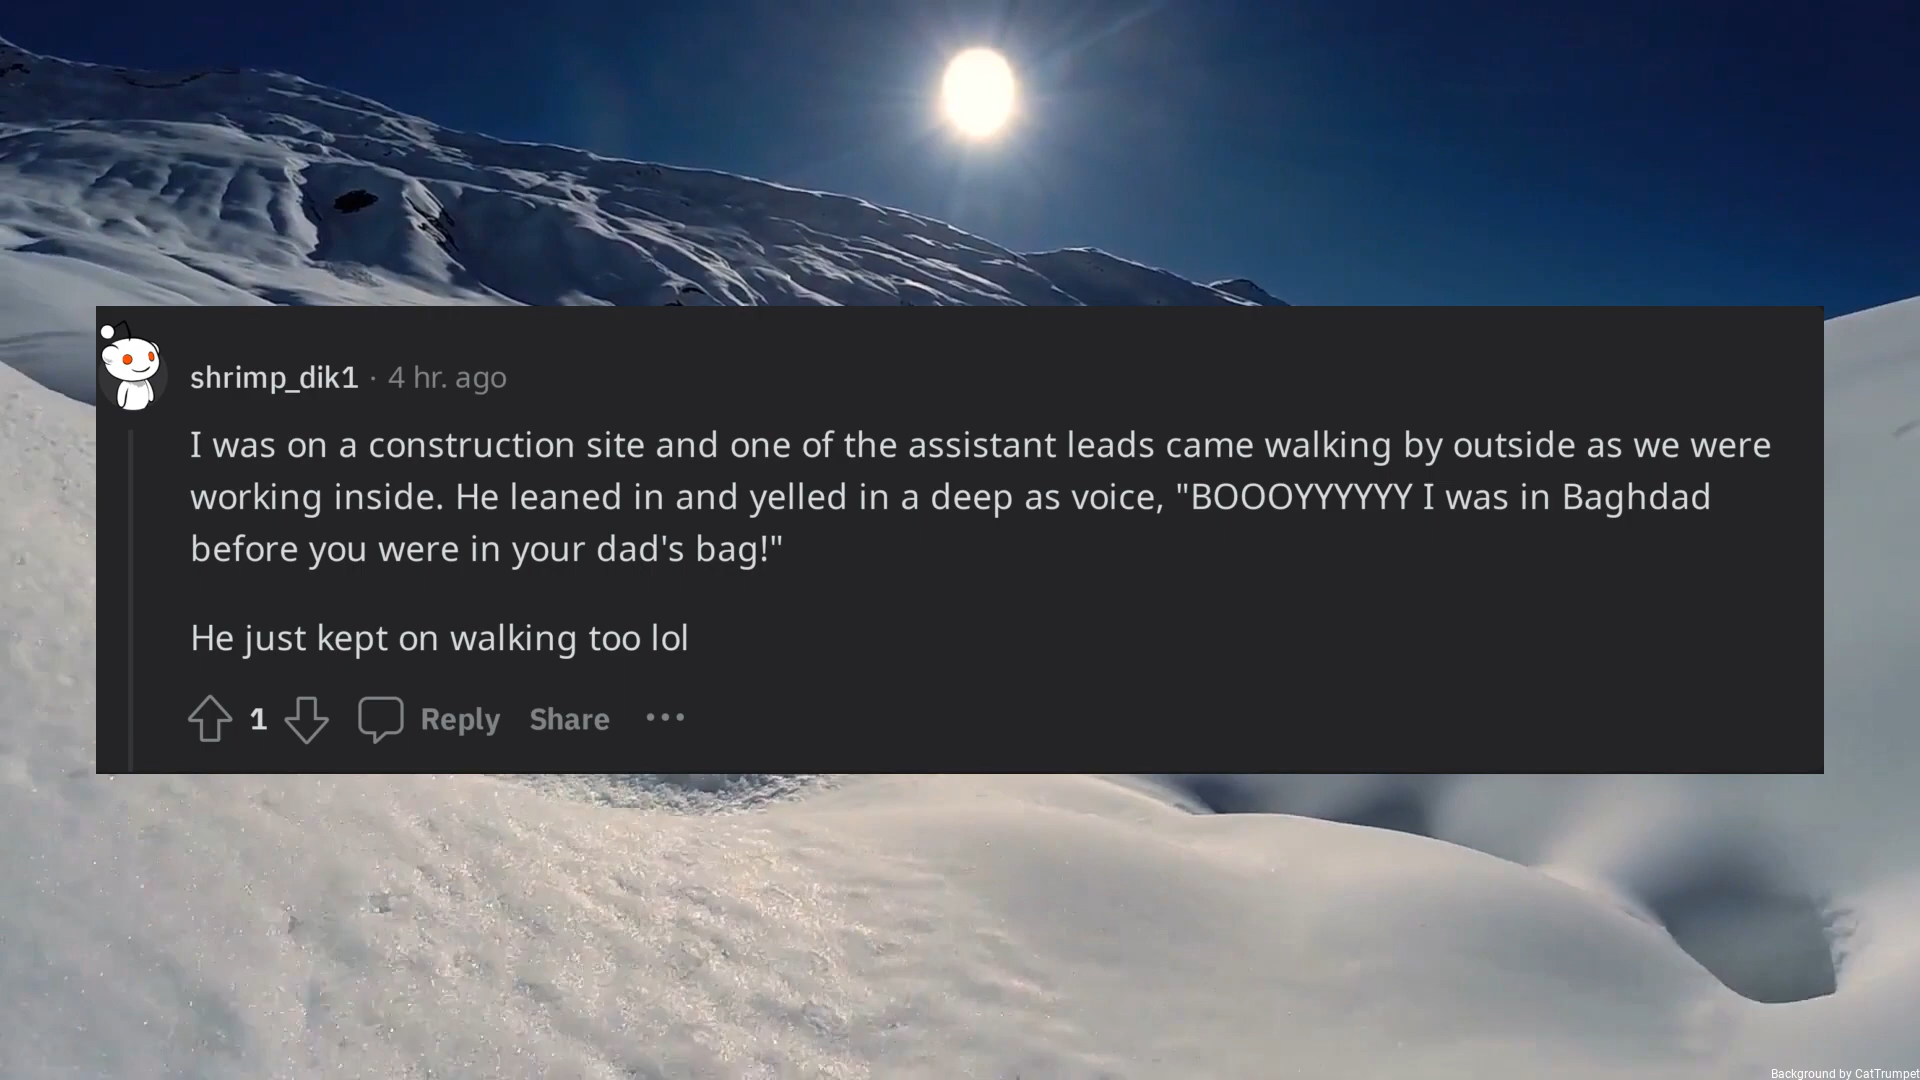 shrimp_dik1 · 4 hr. ago
I was on a construction site and one of the assistant leads came walking by outside as we were
working inside. He leaned in and yelled in a deep as voice, "BOOOYYYYYY I was in Baghdad
before you were in your dad's bag!"
He just kept on walking too lol
1 Reply Share ···
Background by CatTrumpet